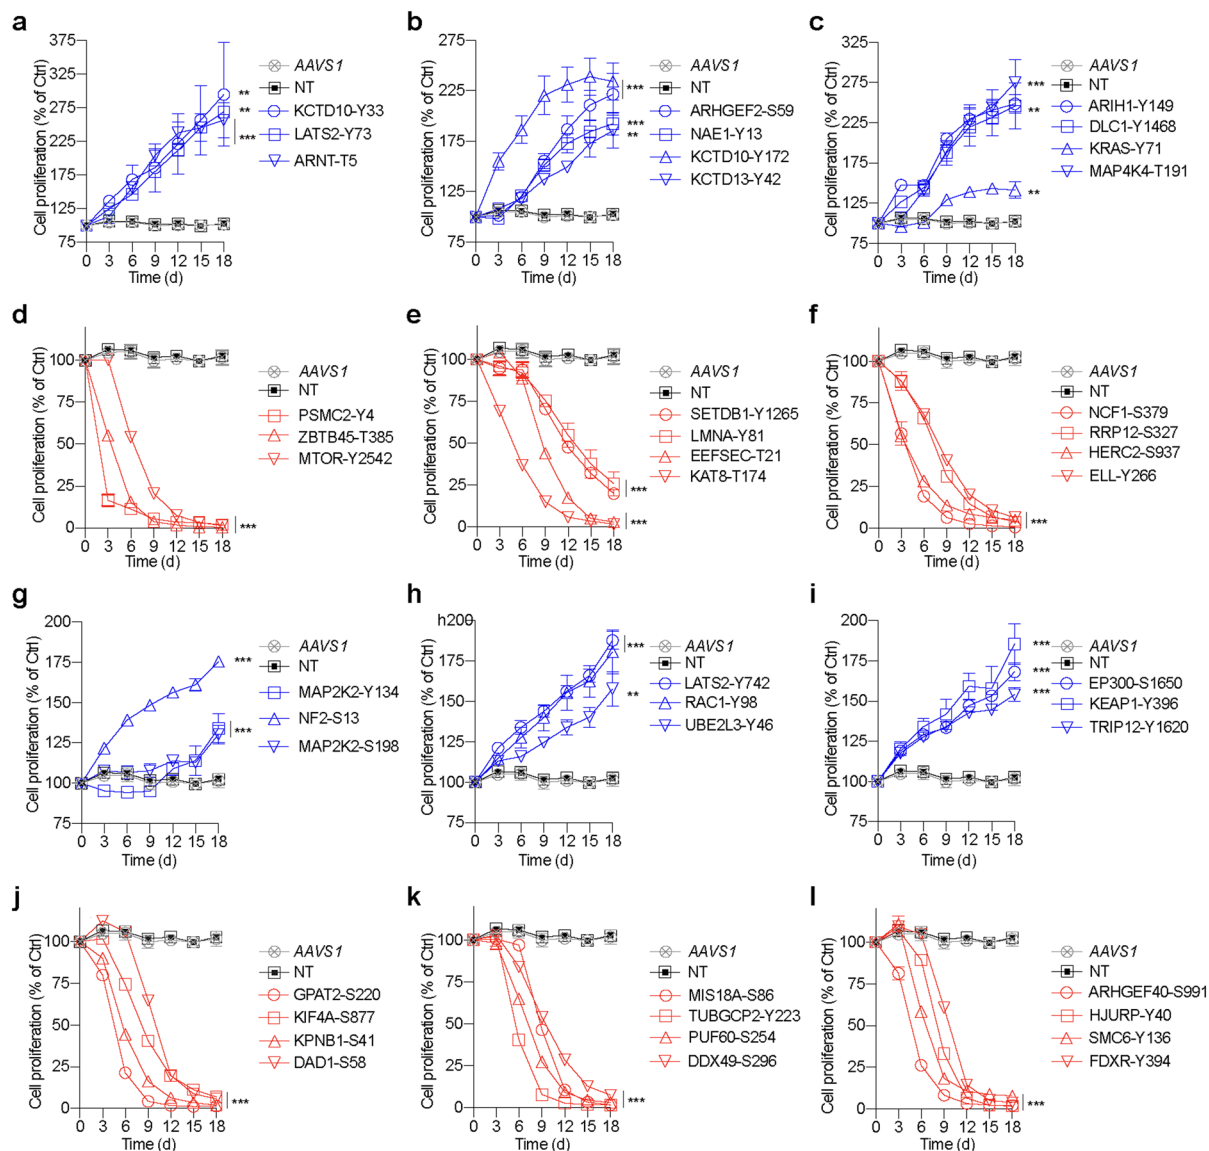 a
Cell proliferation (% of Ctrl)
375
325
275
225
175
125
75
0 3 6 9 12 15 18
Time (d)
**
**
***
AAVS1
NT
KCTD10-Y33
LATS2-Y73
ARNT-T5
b
Cell proliferation (% of Ctrl)
275
225
175
125
75
0 3 6 9 12 15 18
Time (d)
***
***
**
AAVS1
NT
ARHGEF2-S59
NAE1-Y13
KCTD10-Y172
KCTD13-Y42
c
Cell proliferation (% of Ctrl)
325
275
225
175
125
75
0 3 6 9 12 15 18
Time (d)
***
**
**
AAVS1
NT
ARIH1-Y149
DLC1-Y1468
KRAS-Y71
MAP4K4-T191
d
Cell proliferation (% of Ctrl)
100
75
50
25
0
0 3 6 9 12 15 18
Time (d)
***
AAVS1
NT
PSMC2-Y4
ZBTB45-T385
MTOR-Y2542
e
Cell proliferation (% of Ctrl)
100
75
50
25
0
0 3 6 9 12 15 18
Time (d)
***
***
AAVS1
NT
SETDB1-Y1265
LMNA-Y81
EEFSEC-T21
KAT8-T174
f
Cell proliferation (% of Ctrl)
100
75
50
25
0
0 3 6 9 12 15 18
Time (d)
***
AAVS1
NT
NCF1-S379
RRP12-S327
HERC2-S937
ELL-Y266
g
Cell proliferation (% of Ctrl)
200
175
150
125
100
75
0 3 6 9 12 15 18
Time (d)
***
***
AAVS1
NT
MAP2K2-Y134
NF2-S13
MAP2K2-S198
h
Cell proliferation (% of Ctrl)
h200
175
150
125
100
75
0 3 6 9 12 15 18
Time (d)
***
**
AAVS1
NT
LATS2-Y742
RAC1-Y98
UBE2L3-Y46
i
Cell proliferation (% of Ctrl)
200
175
150
125
100
75
0 3 6 9 12 15 18
Time (d)
***
***
***
AAVS1
NT
EP300-S1650
KEAP1-Y396
TRIP12-Y1620
j
Cell proliferation (% of Ctrl)
100
75
50
25
0
0 3 6 9 12 15 18
Time (d)
***
AAVS1
NT
GPAT2-S220
KIF4A-S877
KPNB1-S41
DAD1-S58
k
Cell proliferation (% of Ctrl)
100
75
50
25
0
0 3 6 9 12 15 18
Time (d)
***
AAVS1
NT
MIS18A-S86
TUBGCP2-Y223
PUF60-S254
DDX49-S296
l
Cell proliferation (% of Ctrl)
100
75
50
25
0
0 3 6 9 12 15 18
Time (d)
***
AAVS1
NT
ARHGEF40-S991
HJURP-Y40
SMC6-Y136
FDXR-Y394